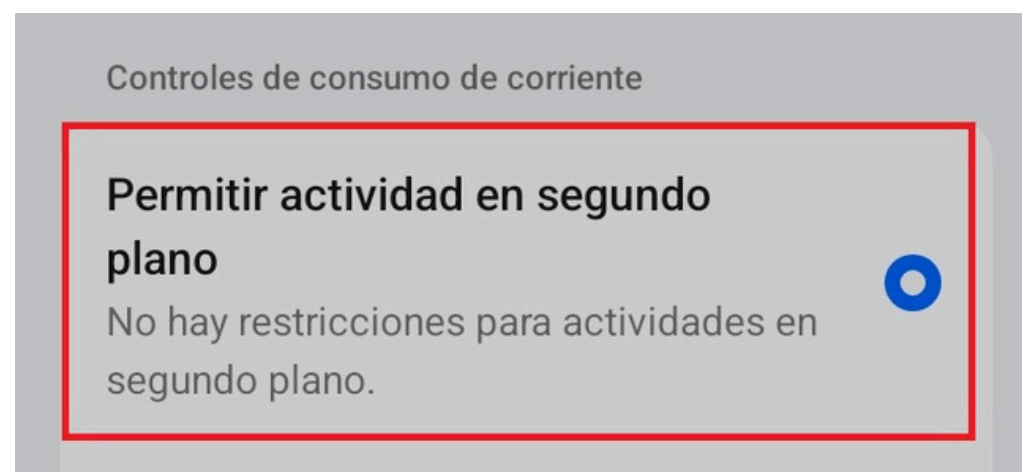 Controles de consumo de corriente
Permitir actividad en segundo
plano
No hay restricciones para actividades en
segundo plano.